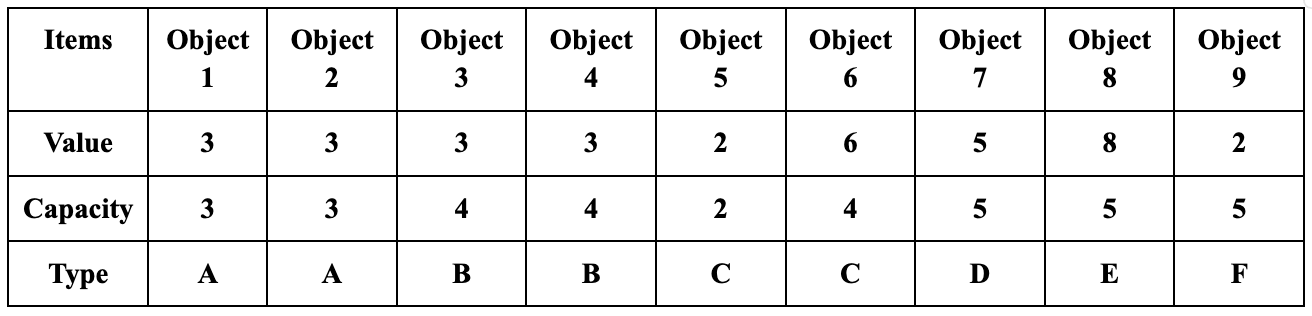 Items Object 1 Object 2 Object 3 Object 4 Object 5 Object 6 Object 7 Object 8 Object 9
Value 3 3 3 3 2 6 5 8 2
Capacity 3 3 4 4 2 4 5 5 5
Type A A B B C C D E F